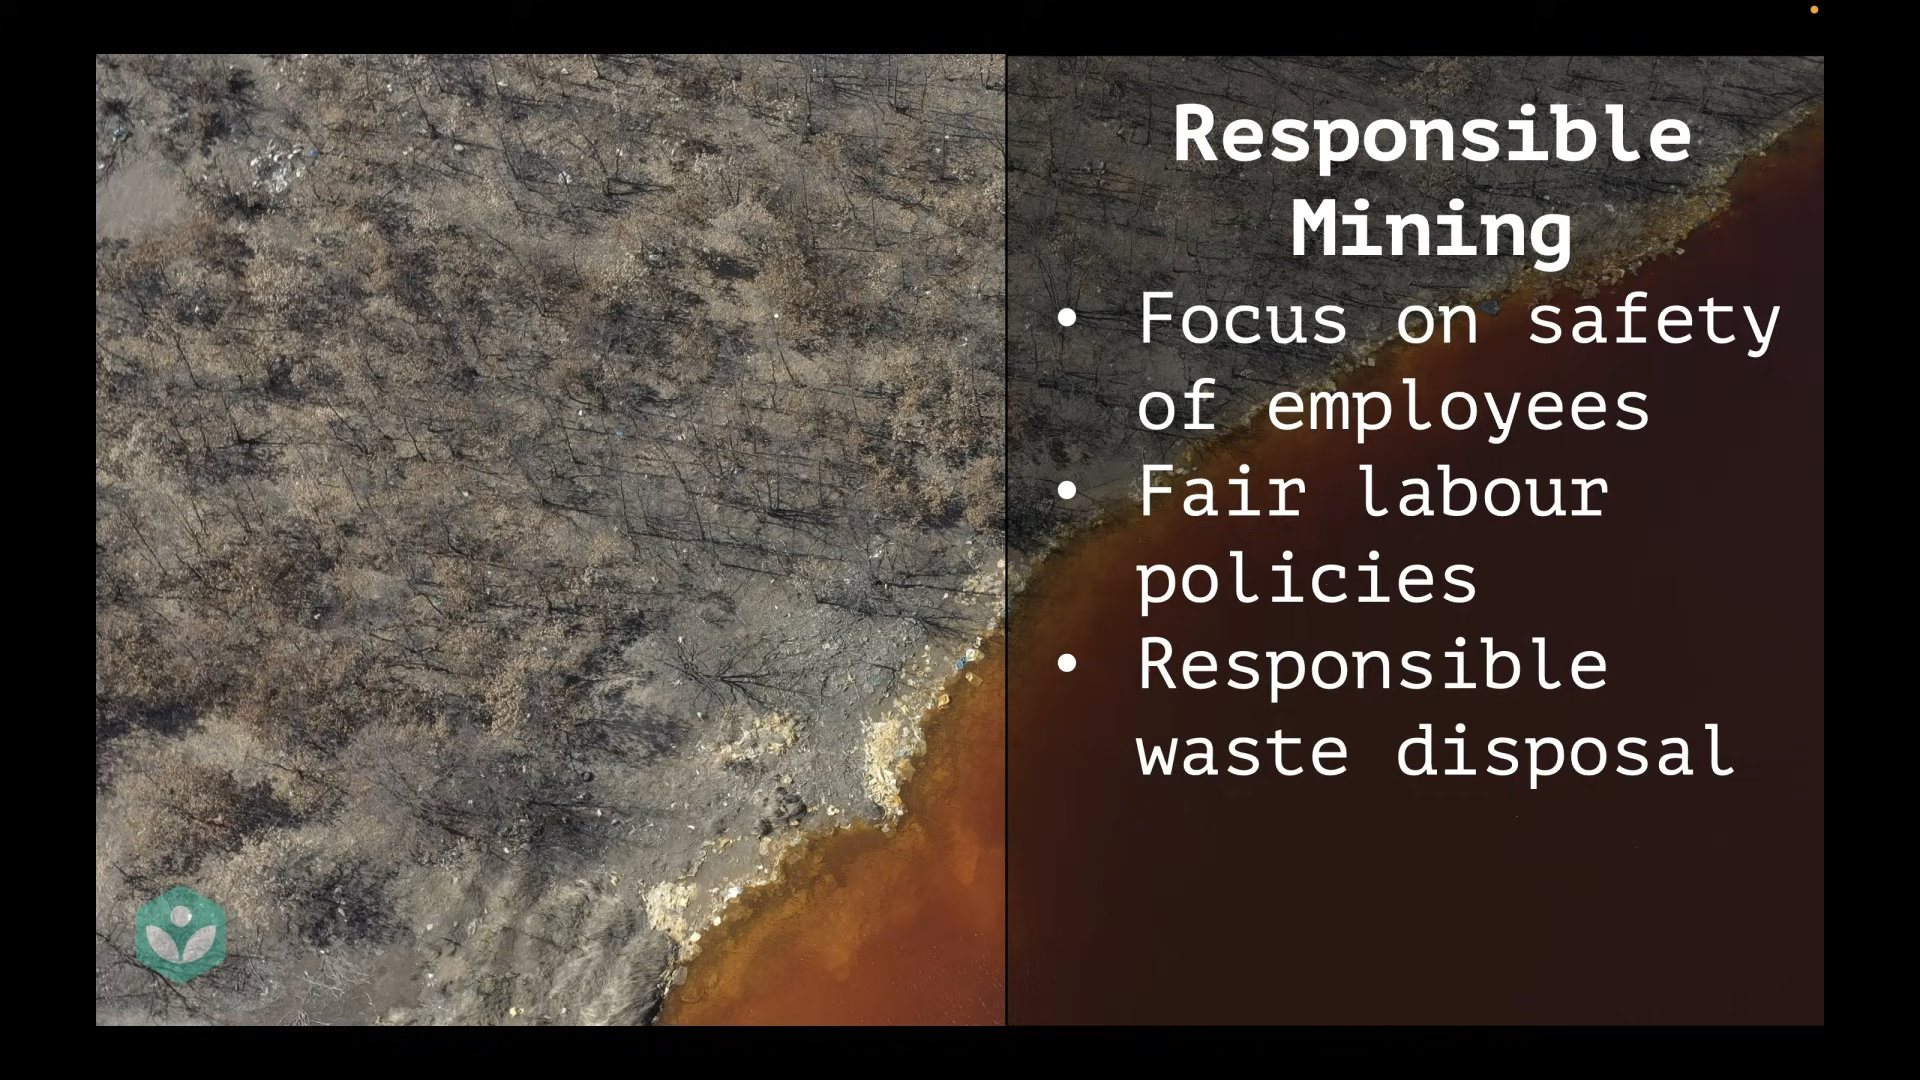 Responsible
Mining
• Focus on safety
of employees
• Fair labour
policies
• Responsible
waste disposal